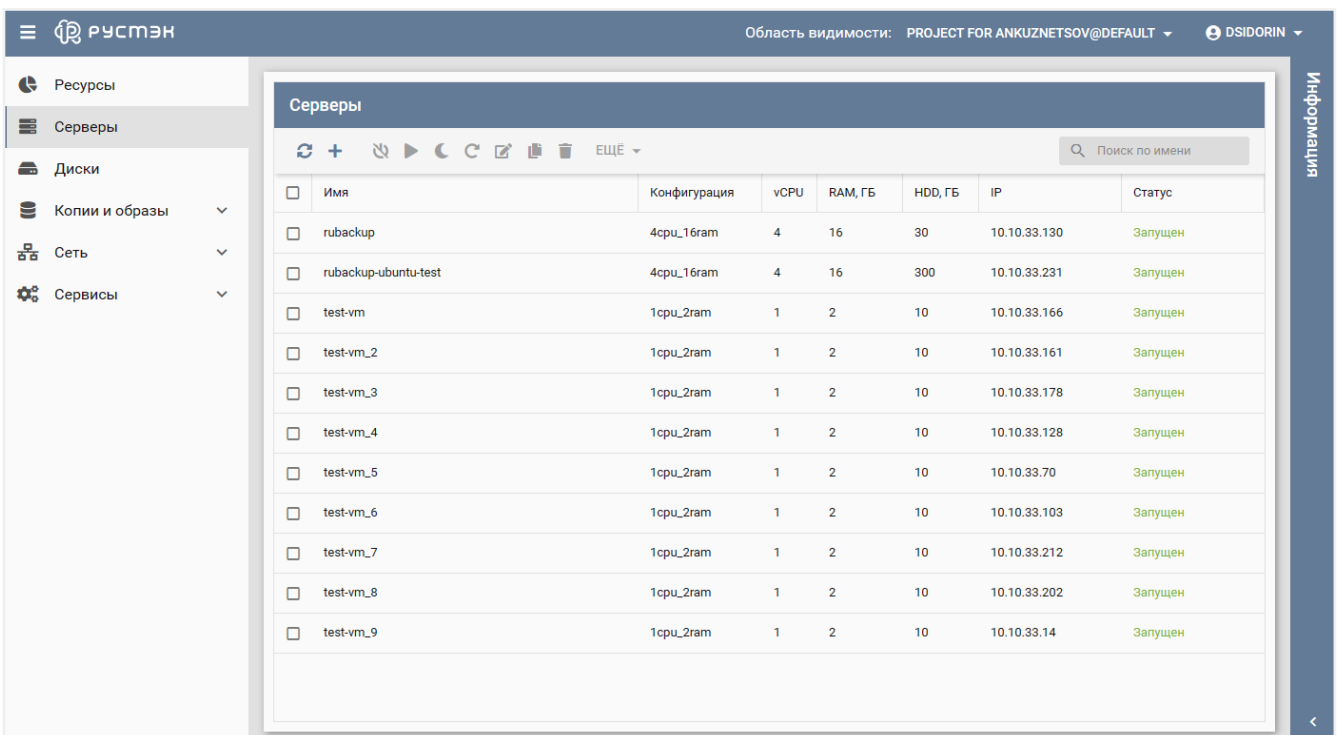 РУСТЭК Область видимости: PROJECT FOR ANKUZNETSOV@DEFAULT DSIDORIN
Ресурсы
Серверы
Диски
Копии и образы
Сеть
Сервисы
Серверы
ЕЩЁ Поиск по имени
Имя Конфигурация vCPU RAM, ГБ HDD, ГБ IP Статус
rubackup 4cpu_16ram 4 16 30 10.10.33.130 Запущен
rubackup-ubuntu-test 4cpu_16ram 4 16 300 10.10.33.231 Запущен
test-vm 1cpu_2ram 1 2 10 10.10.33.166 Запущен
test-vm_2 1cpu_2ram 1 2 10 10.10.33.161 Запущен
test-vm_3 1cpu_2ram 1 2 10 10.10.33.178 Запущен
test-vm_4 1cpu_2ram 1 2 10 10.10.33.128 Запущен
test-vm_5 1cpu_2ram 1 2 10 10.10.33.70 Запущен
test-vm_6 1cpu_2ram 1 2 10 10.10.33.103 Запущен
test-vm_7 1cpu_2ram 1 2 10 10.10.33.212 Запущен
test-vm_8 1cpu_2ram 1 2 10 10.10.33.202 Запущен
test-vm_9 1cpu_2ram 1 2 10 10.10.33.14 Запущен
Информация